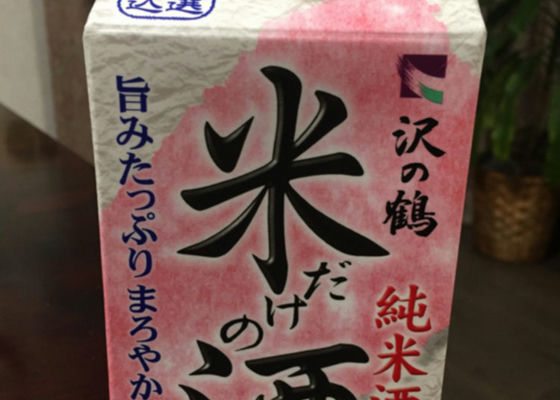 沢の鶴
純米酒
米だけの酒
旨みたっぷり まろやか